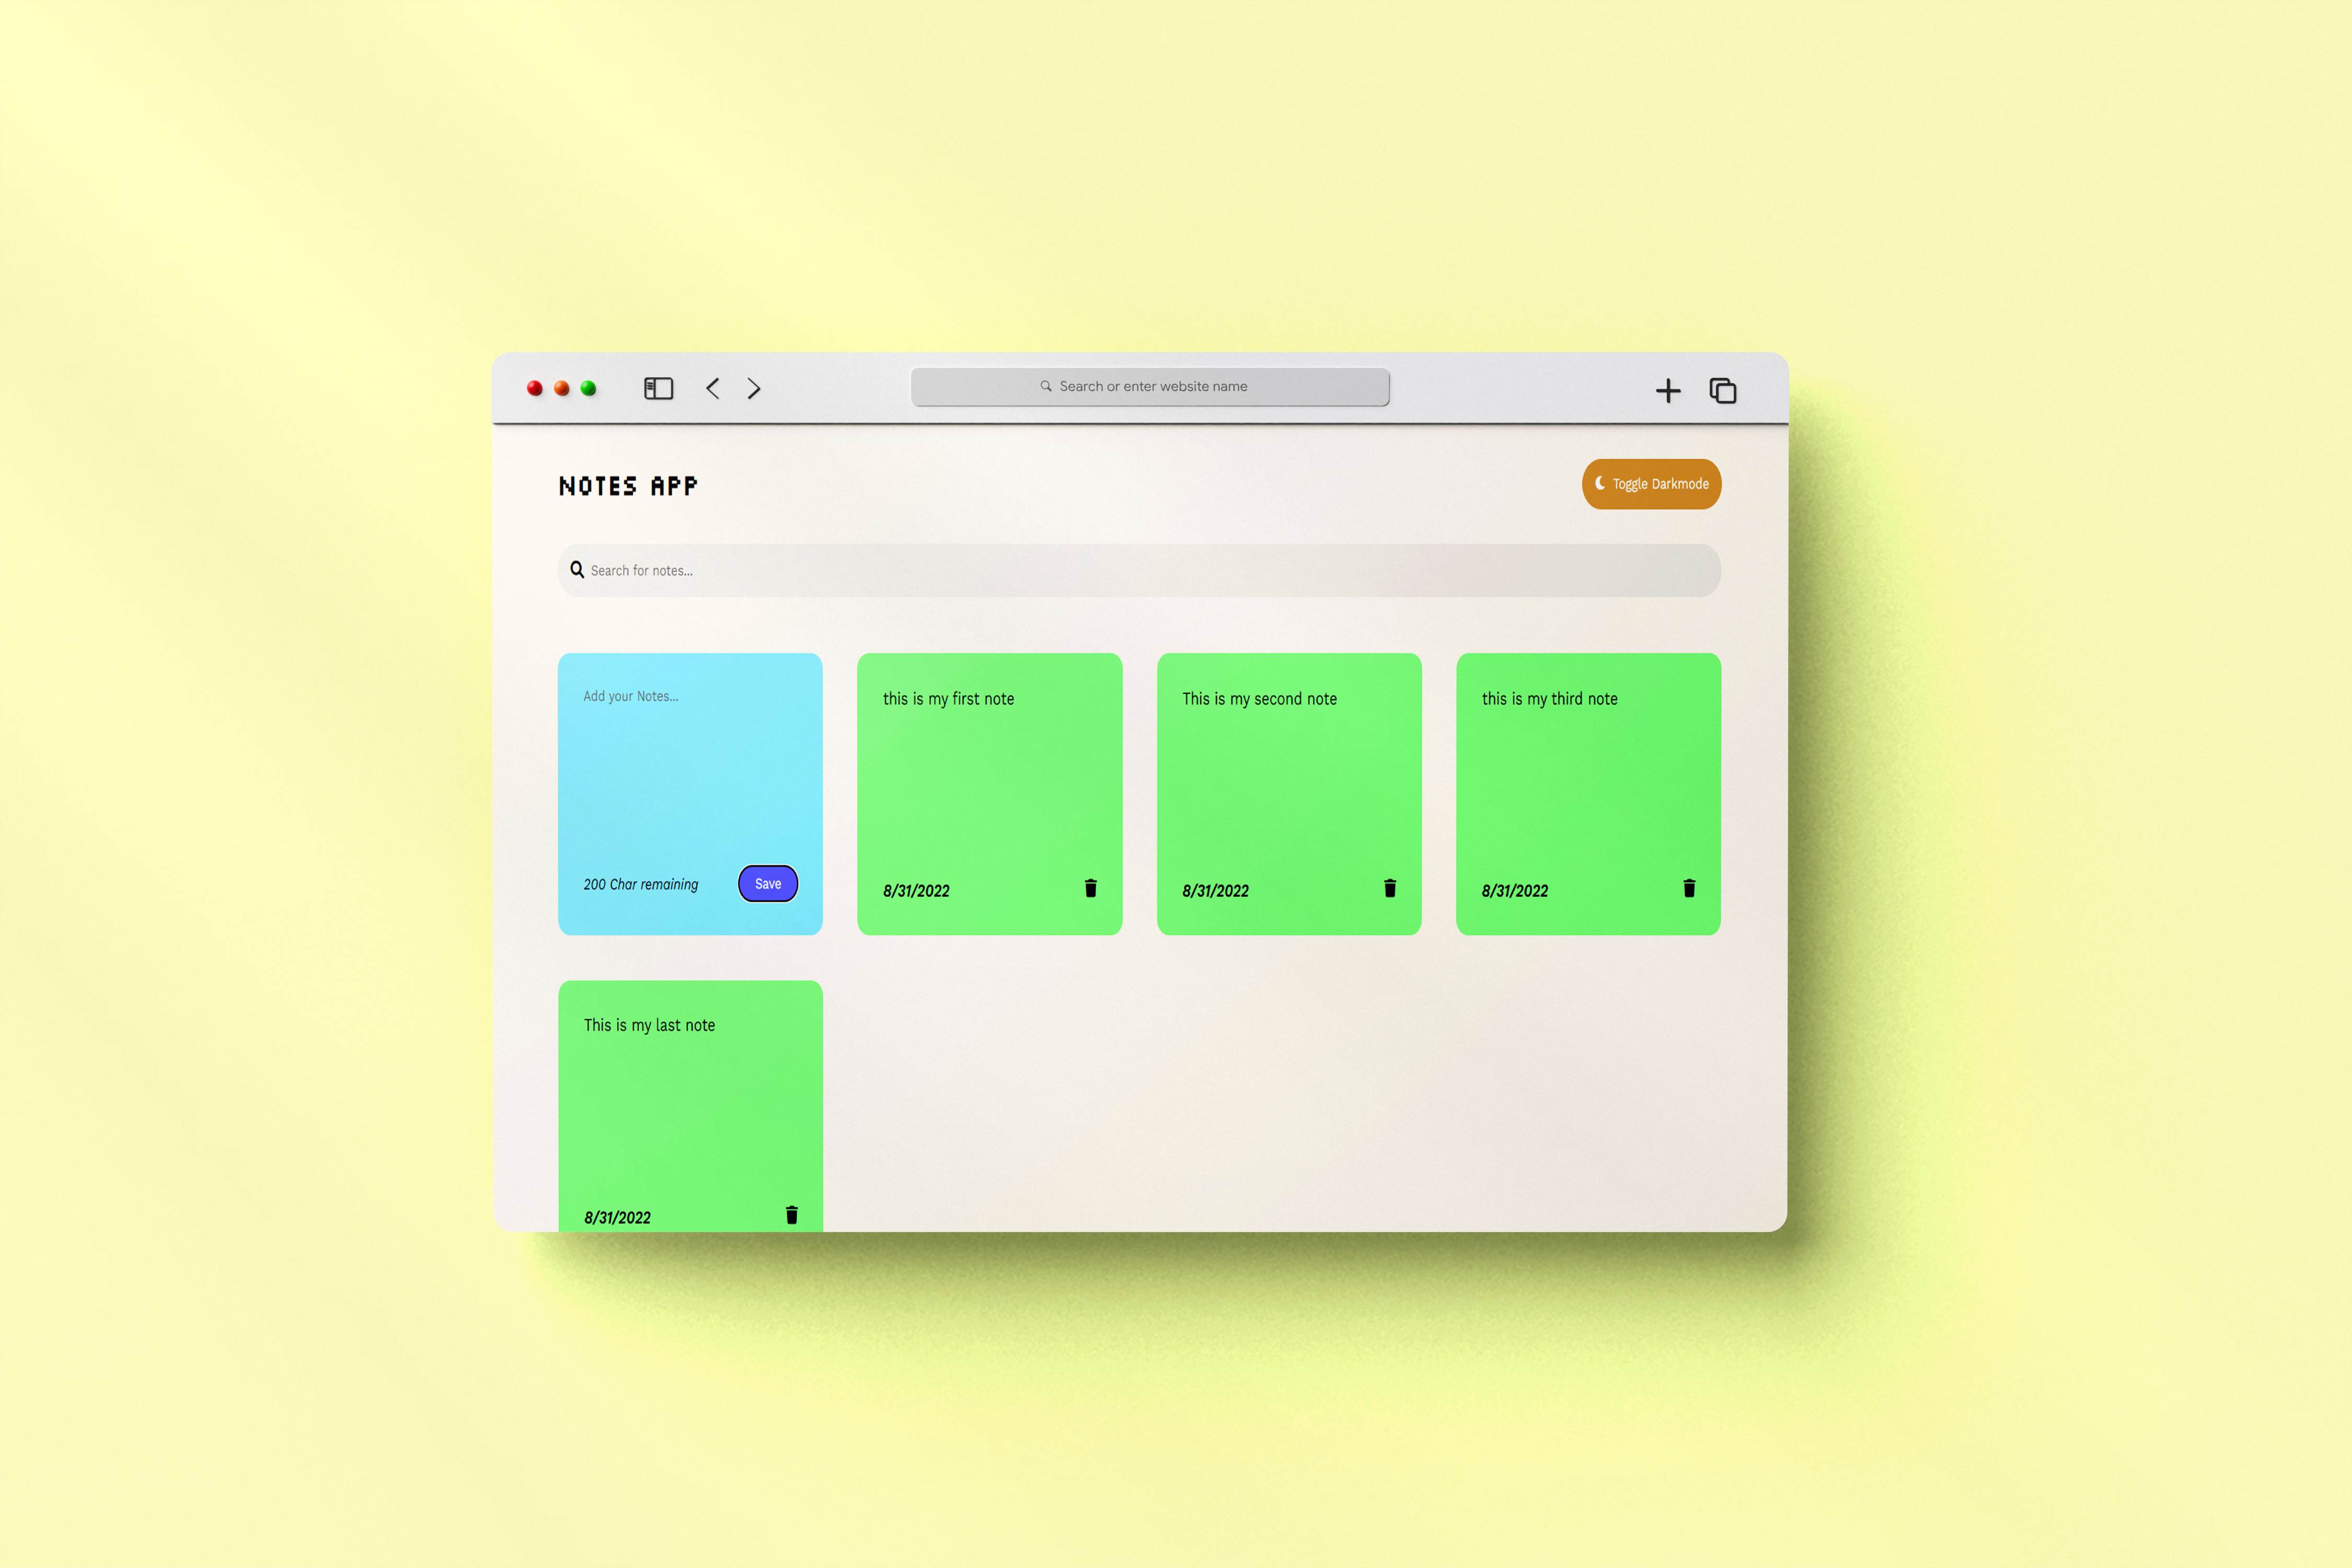 Search or enter website name
NOTES APP
Toggle Darkmode
Search for notes...
Add your Notes...
200 Char remaining
Save
this is my first note
8/31/2022
This is my second note
8/31/2022
this is my third note
8/31/2022
This is my last note
8/31/2022